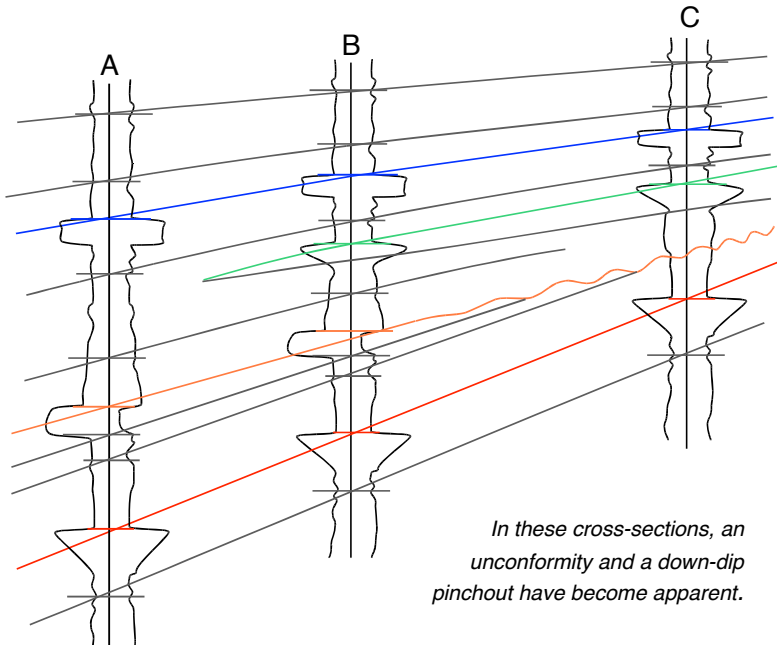 C
B
A
In these cross-sections, an
unconformity and a down-dip
pinchout have become apparent.